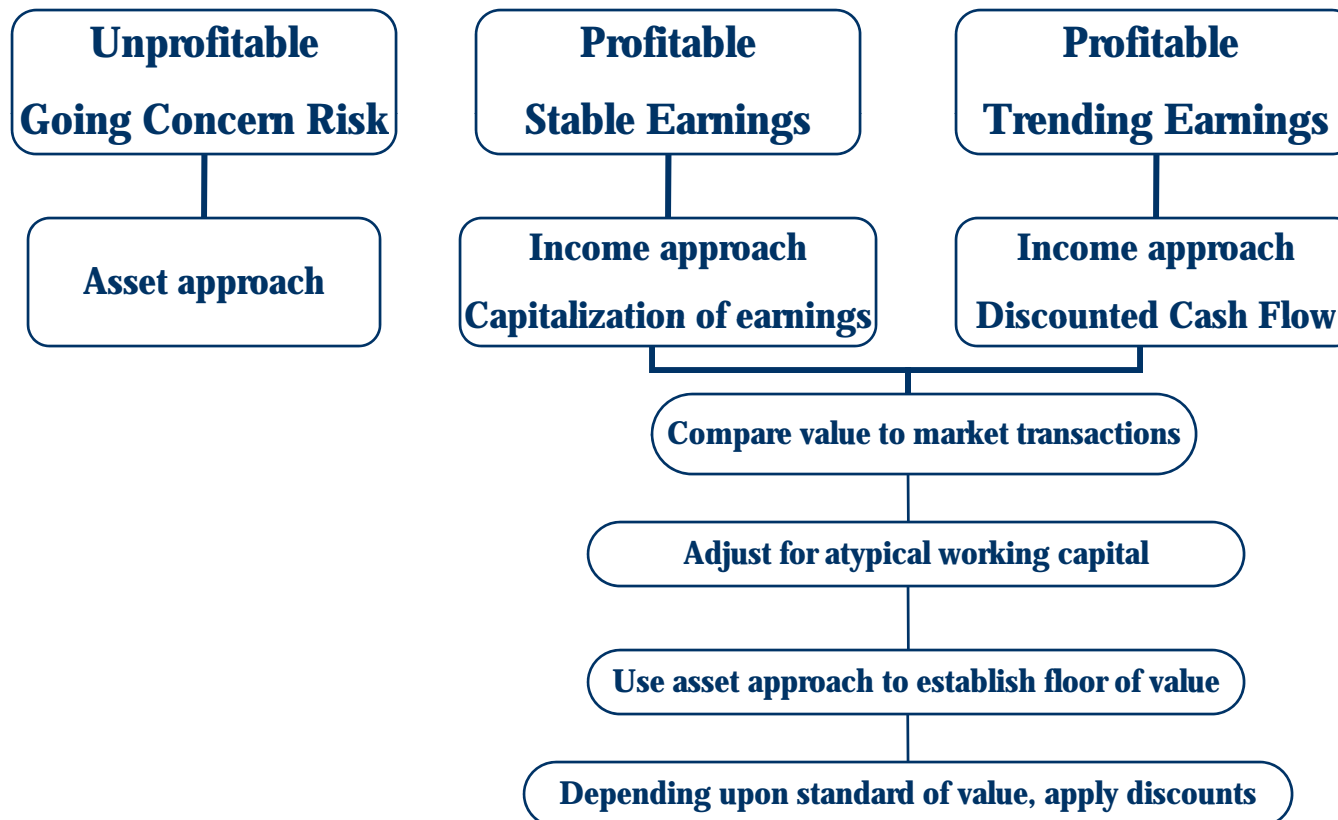 Unprofitable
Going Concern Risk
Profitable
Stable Earnings
Profitable
Trending Earnings
Asset approach
Income approach
Capitalization of earnings
Income approach
Discounted Cash Flow
Compare value to market transactions
Adjust for atypical working capital
Use asset approach to establish floor of value
Depending upon standard of value, apply discounts